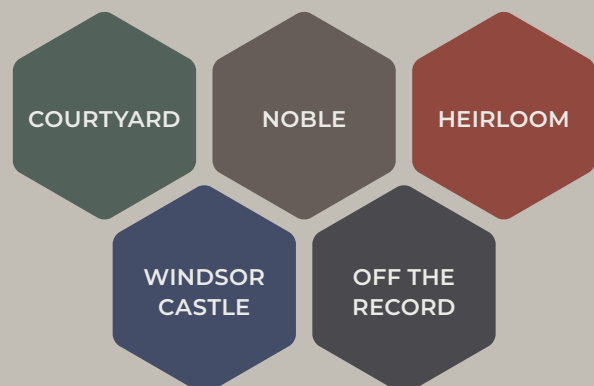 COURTYARD
NOBLE
HEIRLOOM
WINDSOR
CASTLE
OFF THE
RECORD